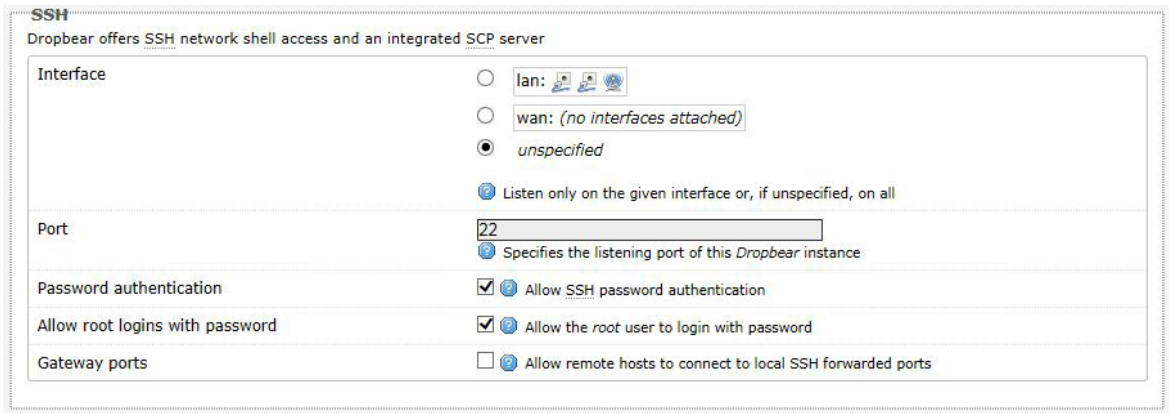 SSH
Dropbear offers SSH network shell access and an integrated SCP server
Interface
lan:
wan: (no interfaces attached)
unspecified
Listen only on the given interface or, if unspecified, on all
Port
22
Specifies the listening port of this Dropbear instance
Password authentication
Allow SSH password authentication
Allow root logins with password
Allow the root user to login with password
Gateway ports
Allow remote hosts to connect to local SSH forwarded ports